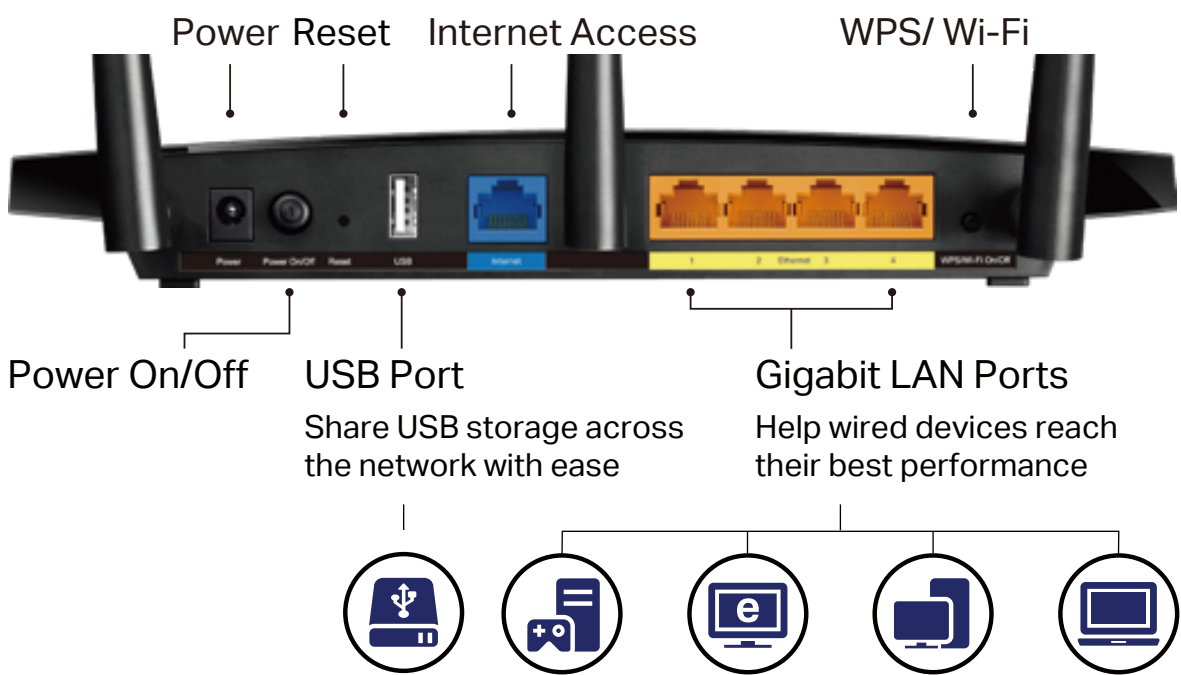 Power Reset Internet Access WPS/ Wi-Fi
Power Power On/Off Reset USB Internet 1 2 Ethernet 3 4 WPS/Wi-Fi On/Off
Power On/Off
USB Port
Share USB storage across
the network with ease
Gigabit LAN Ports
Help wired devices reach
their best performance
e